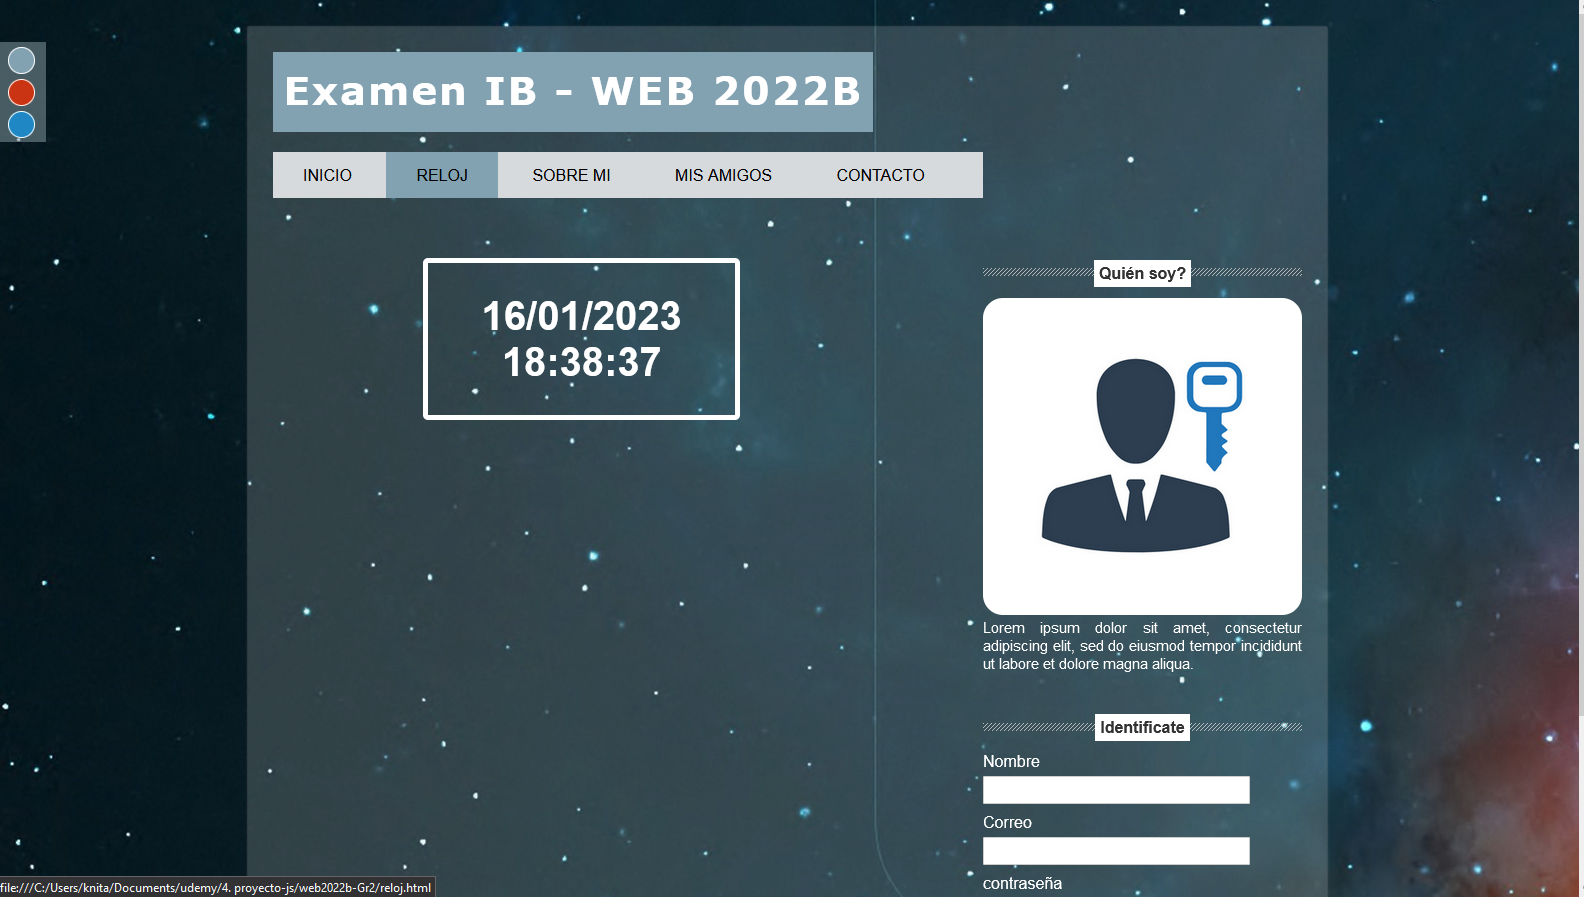 Examen IB - WEB 2022B
INICIO
RELOJ
SOBRE MI
MIS AMIGOS
CONTACTO
16/01/2023
18:38:37
Quién soy?
Lorem ipsum dolor sit amet, consectetur
adipiscing elit, sed do eiusmod tempor incididunt
ut labore et dolore magna aliqua.
Identificate
Nombre
Correo
contraseña
file:///C:/Users/knita/Documents/udemy/4. proyecto-js/web2022b-Gr2/reloj.html